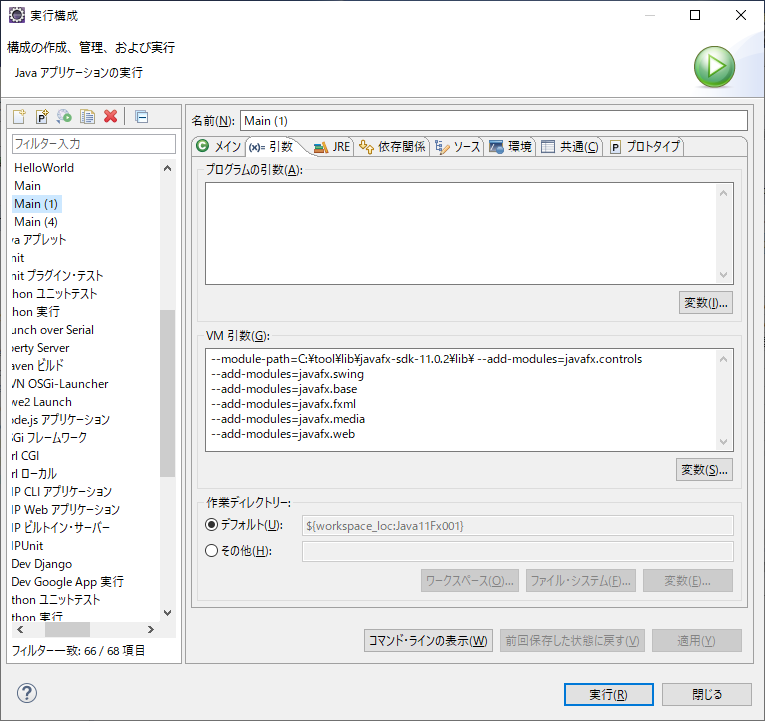 実行構成
構成の作成、管理、および実行
Java アプリケーションの実行
フィルター入力
HelloWorld
Main
Main (1)
Main (4)
va アプレット
nit
nit プラグイン・テスト
thon ユニットテスト
thon 実行
unch over Serial
perty Server
aven ビルド
VN OSGi-Launcher
we2 Launch
ode.js アプリケーション
SGi フレームワーク
rl CGI
rl ローカル
HP CLI アプリケーション
HP Web アプリケーション
HP ビルトイン・サーバー
HPUnit
Dev Django
Dev Google App 実行
thon ユニットテスト
thon 実行
フィルター一致: 66 / 68 項目
名前(N): Main (1)
メイン (x)= 引数 JRE 依存関係 ソース 環境 共通(C) P プロトタイプ
プログラムの引数(A):
変数(I)...
VM 引数(G):
--module-path=C:¥tool¥lib¥javafx-sdk-11.0.2¥lib¥ --add-modules=javafx.controls
--add-modules=javafx.swing
--add-modules=javafx.base
--add-modules=javafx.fxml
--add-modules=javafx.media
--add-modules=javafx.web
変数(S)...
作業ディレクトリー:
デフォルト(U): ${workspace_loc:Java11Fx001}
その他(H):
ワークスペース(O)... ファイル・システム(F)... 変数(E)...
コマンド・ラインの表示(W) 前回保存した状態に戻す(V) 適用(Y)
実行(R) 閉じる